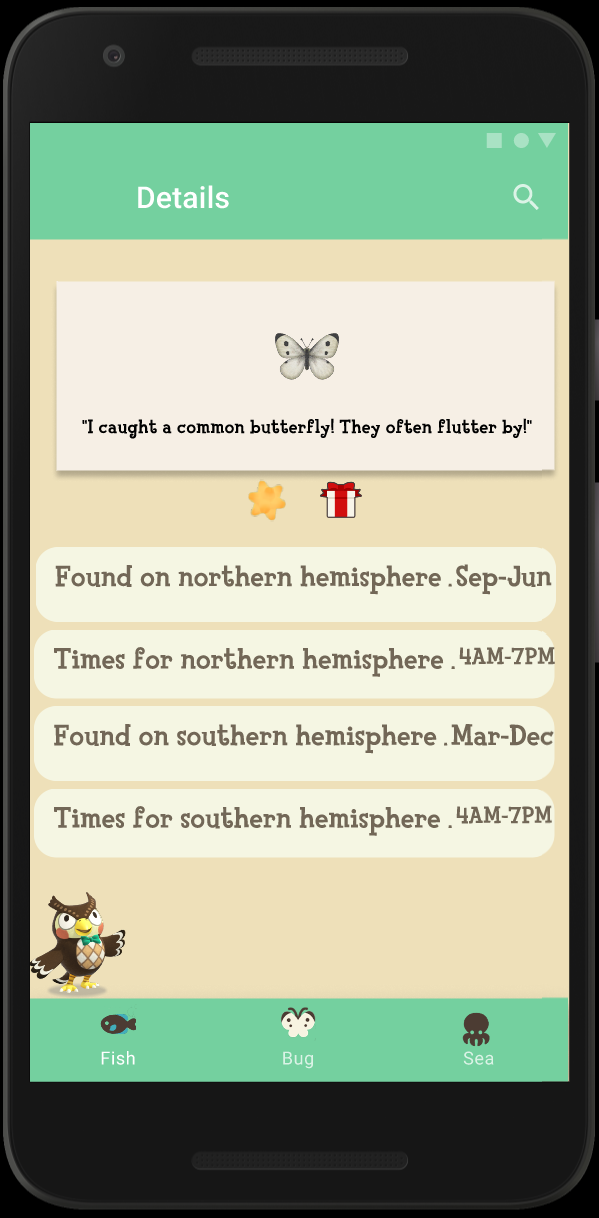 Details
"I caught a common butterfly! They often flutter by!"
Found on northern hemisphere .Sep-Jun
Times for northern hemisphere .4AM-7PM
Found on southern hemisphere .Mar-Dec
Times for southern hemisphere .4AM-7PM
Fish Bug Sea